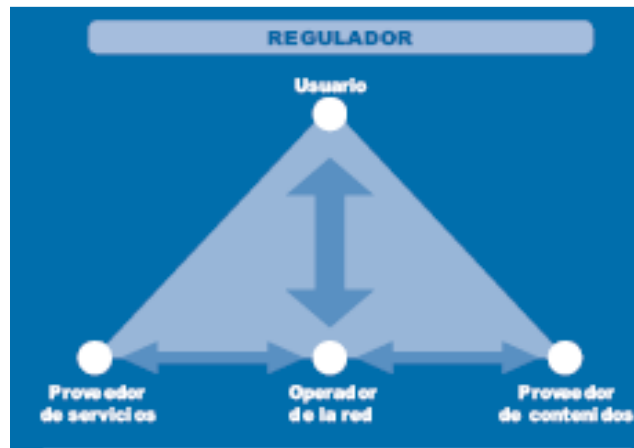 REGULADOR
Usuario
Proveedor
de servicios
Operador
de la red
Proveedor
de contenidos